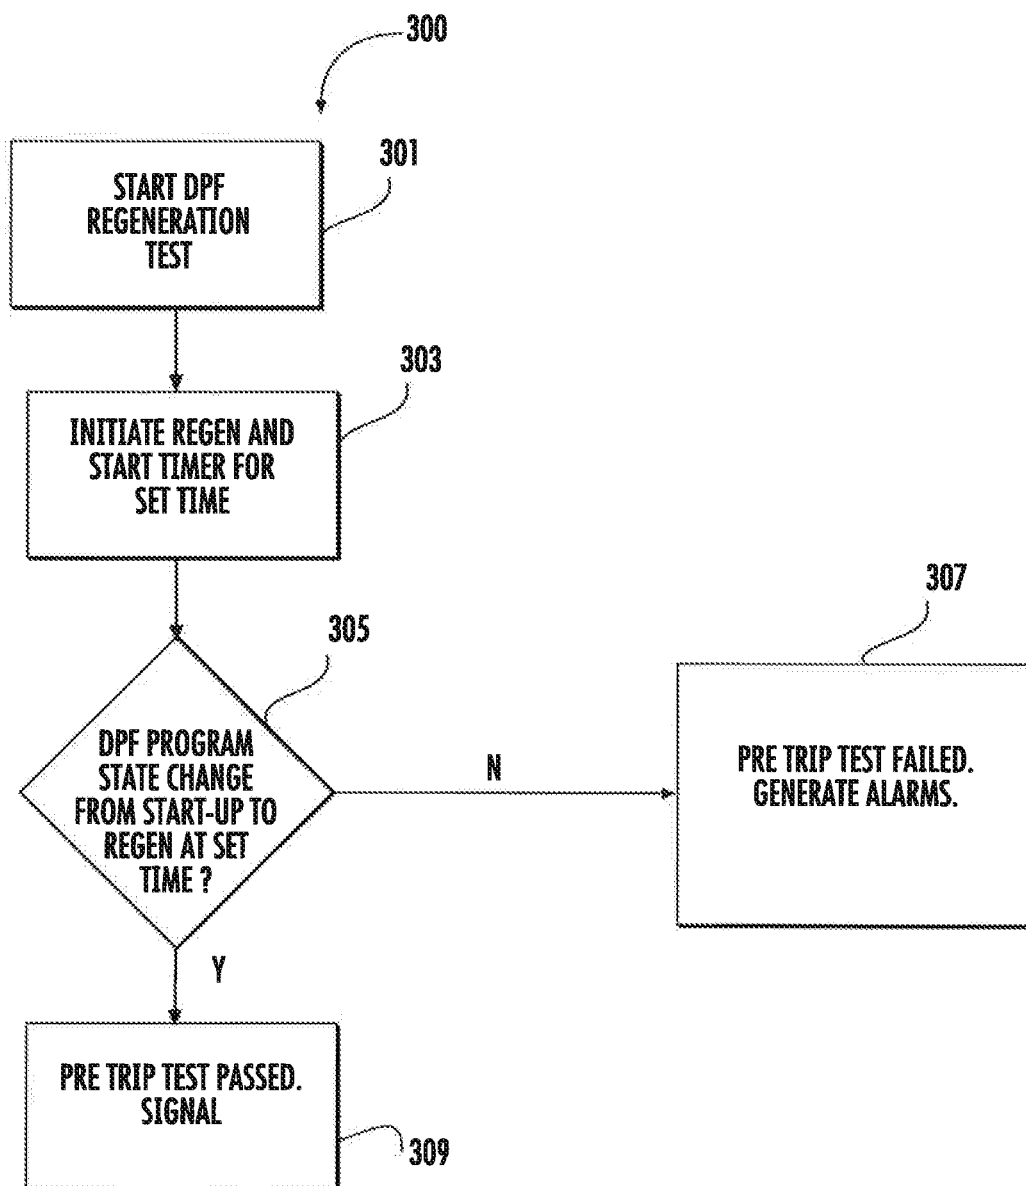 300
301
START DPF
REGENERATION
TEST
303
INITIATE REGEN AND
START TIMER FOR
SET TIME
305
DPF PROGRAM
STATE CHANGE
FROM START-UP TO
REGEN AT SET
TIME ?
N
307
PRE TRIP TEST FAILED.
GENERATE ALARMS.
Y
PRE TRIP TEST PASSED.
SIGNAL
309